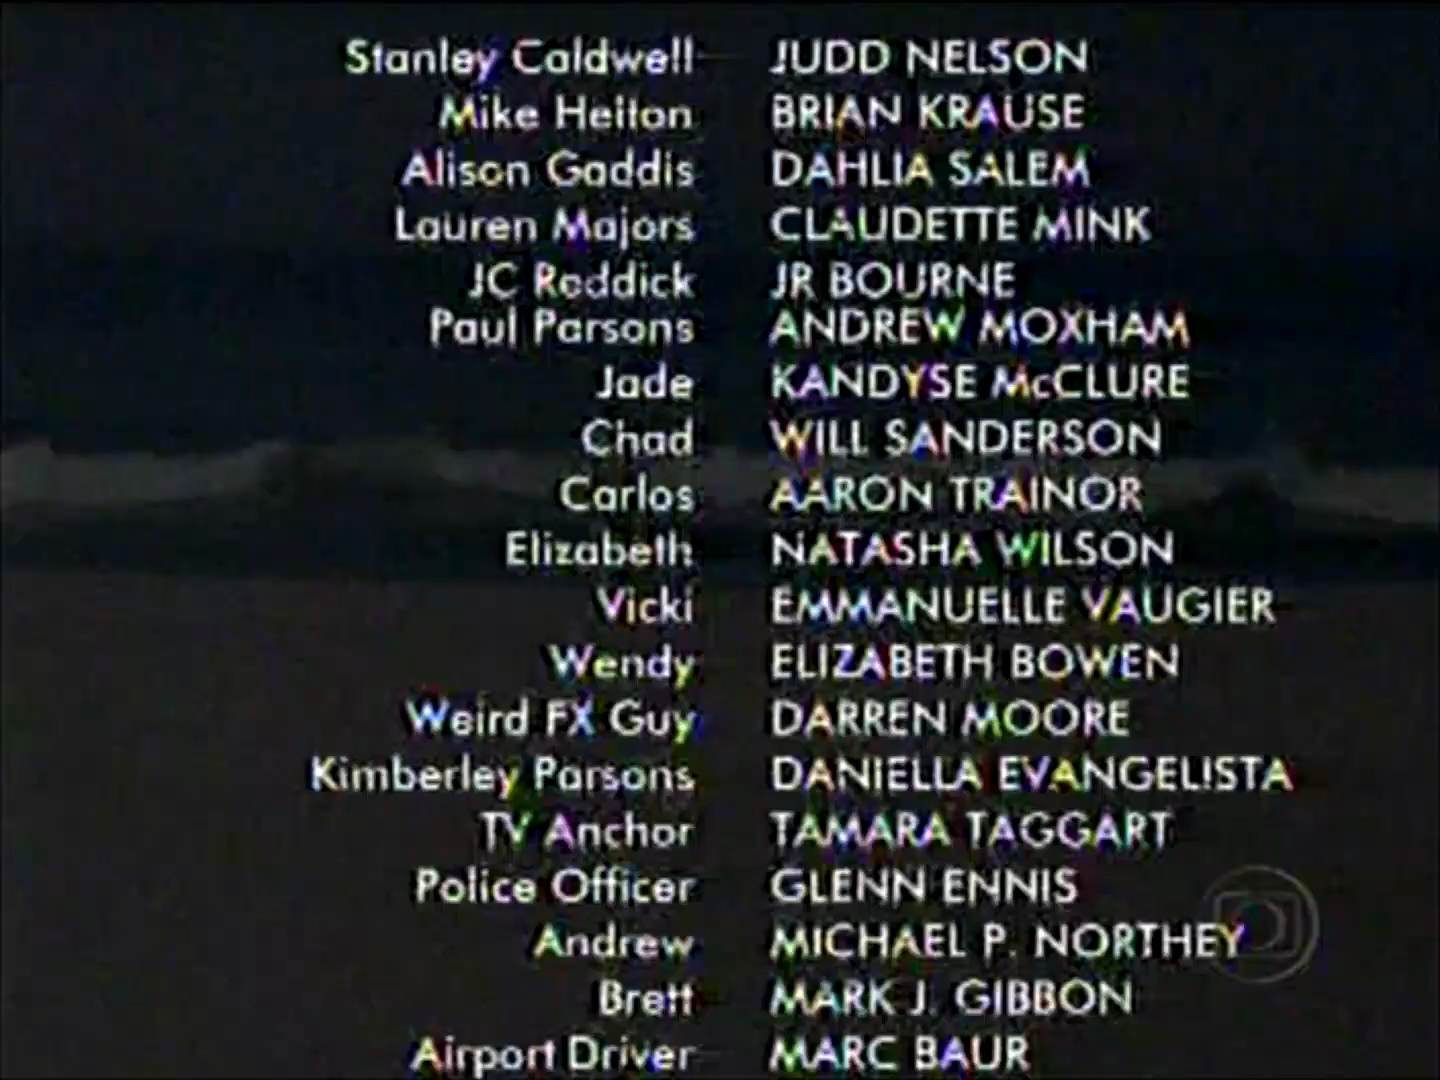 Stanley Caldwell JUDD NELSON
Mike Helton BRIAN KRAUSE
Alison Gaddis DAHLIA SALEM
Lauren Majors CLAUDETTE MINK
JC Reddick JR BOURNE
Paul Parsons ANDREW MOXHAM
Jade KANDYSE McCLURE
Chad WILL SANDERSON
Carlos AARON TRAINOR
Elizabeth NATASHA WILSON
Vicki EMMANUELLE VAUGIER
Wendy ELIZABETH BOWEN
Weird FX Guy DARREN MOORE
Kimberley Parsons DANIELLA EVANGELISTA
TV Anchor TAMARA TAGGART
Police Officer GLENN ENNIS
Andrew MICHAEL P. NORTHEY
Brett MARK J. GIBBON
Airport Driver MARC BAUR